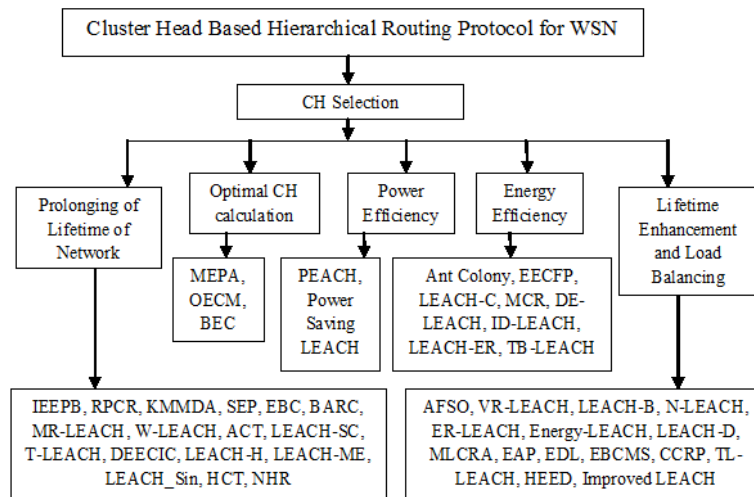 Cluster Head Based Hierarchical Routing Protocol for WSN
CH Selection
Prolonging of
Lifetime of
Network
Optimal CH
calculation
Power
Efficiency
Energy
Efficiency
Lifetime
Enhancement
and Load
Balancing
MEPA,
OECM,
BEC
PEACH,
Power
Saving
LEACH
Ant Colony, EECFP,
LEACH-C, MCR, DE-
LEACH, ID-LEACH,
LEACH-ER, TB-LEACH
IEEPB, RPCR, KMMDA, SEP, EBC, BARC,
MR-LEACH, W-LEACH, ACT, LEACH-SC,
T-LEACH, DEECIC, LEACH-H, LEACH-ME,
LEACH_Sin, HCT, NHR
AFSO, VR-LEACH, LEACH-B, N-LEACH,
ER-LEACH, Energy-LEACH, LEACH-D,
MLCRA, EAP, EDL, EBCMS, CCRP, TL-
LEACH, HEED, Improved LEACH